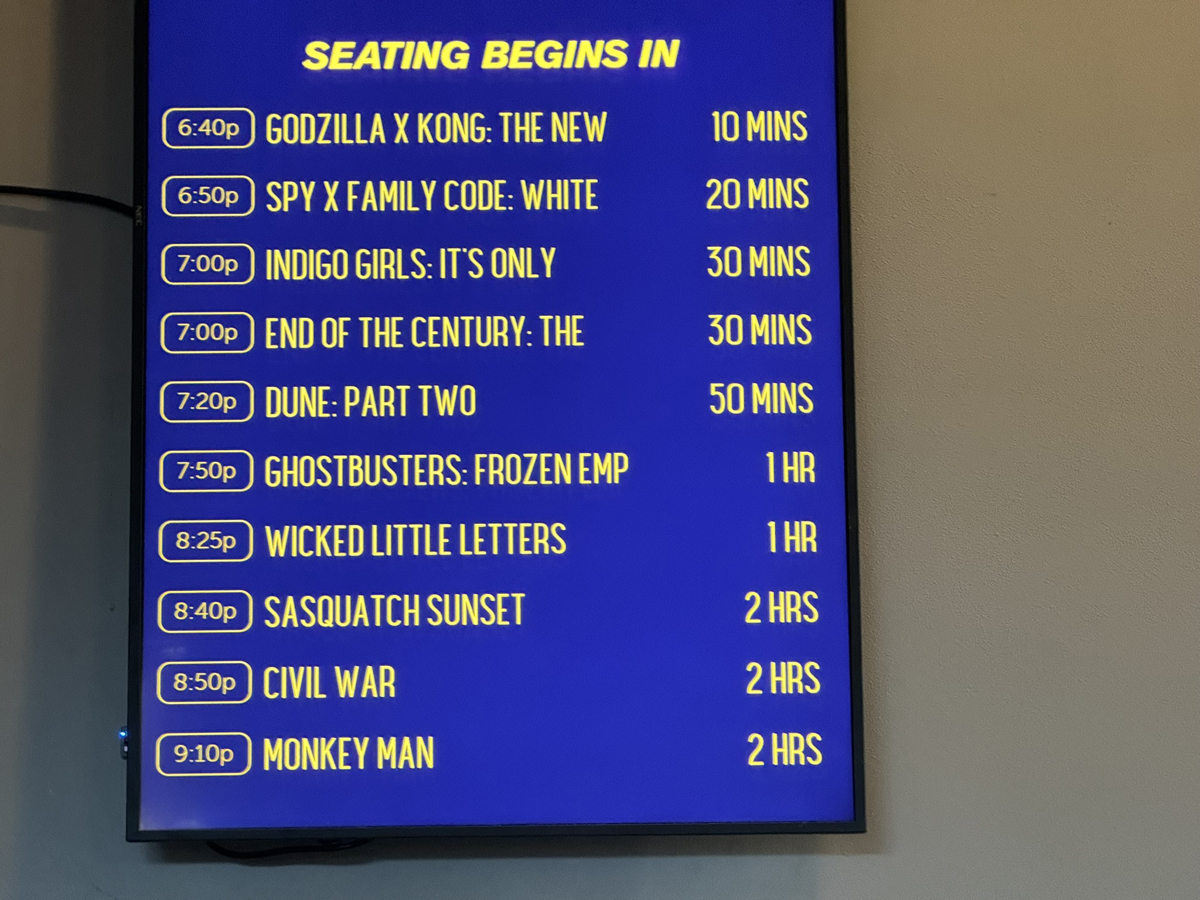 SEATING BEGINS IN
6:40p GODZILLA X KONG: THE NEW 10 MINS
6:50p SPY X FAMILY CODE: WHITE 20 MINS
7:00p INDIGO GIRLS: IT'S ONLY 30 MINS
7:00p END OF THE CENTURY: THE 30 MINS
7:20p DUNE: PART TWO 50 MINS
7:50p GHOSTBUSTERS: FROZEN EMP 1 HR
8:25p WICKED LITTLE LETTERS 1 HR
8:40p SASQUATCH SUNSET 2 HRS
8:50p CIVIL WAR 2 HRS
9:10p MONKEY MAN 2 HRS
NEC